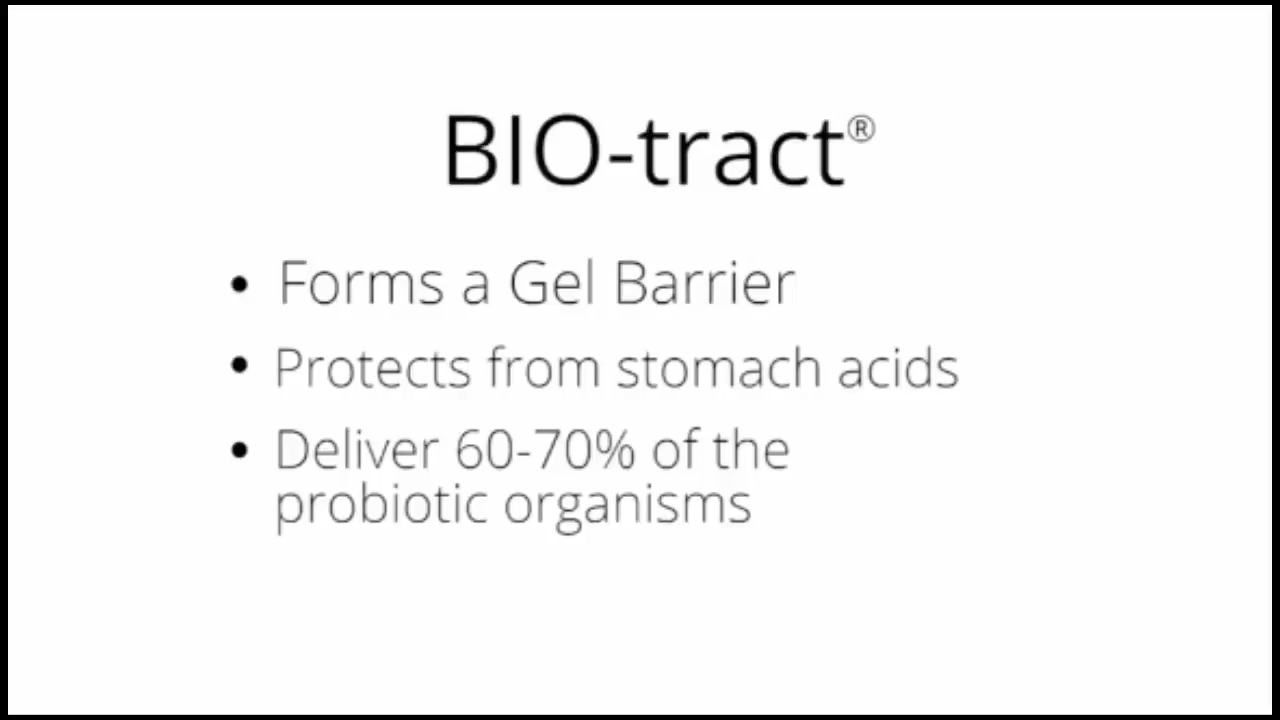 BIO-tract®
• Forms a Gel Barrier
• Protects from stomach acids
• Deliver 60-70% of the
probiotic organisms